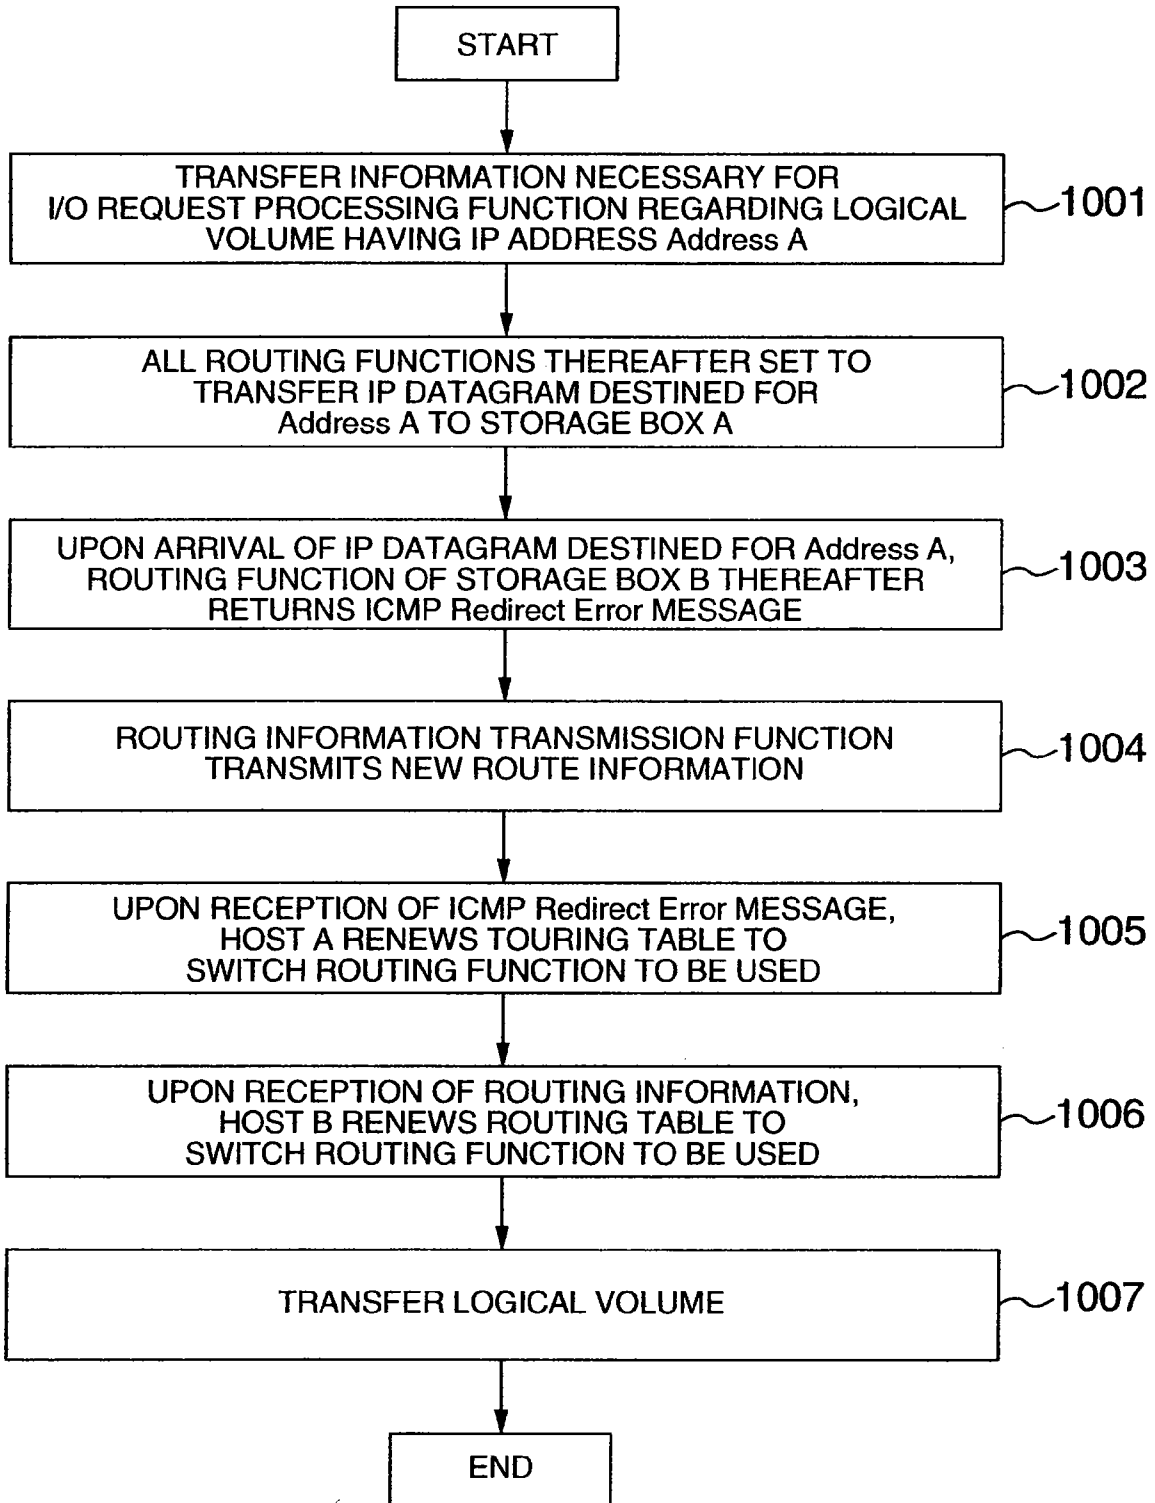 START
TRANSFER INFORMATION NECESSARY FOR
I/O REQUEST PROCESSING FUNCTION REGARDING LOGICAL
VOLUME HAVING IP ADDRESS Address A
1001
ALL ROUTING FUNCTIONS THEREAFTER SET TO
TRANSFER IP DATAGRAM DESTINED FOR
Address A TO STORAGE BOX A
1002
UPON ARRIVAL OF IP DATAGRAM DESTINED FOR Address A,
ROUTING FUNCTION OF STORAGE BOX B THEREAFTER
RETURNS ICMP Redirect Error MESSAGE
1003
ROUTING INFORMATION TRANSMISSION FUNCTION
TRANSMITS NEW ROUTE INFORMATION
1004
UPON RECEPTION OF ICMP Redirect Error MESSAGE,
HOST A RENEWS TOURING TABLE TO
SWITCH ROUTING FUNCTION TO BE USED
1005
UPON RECEPTION OF ROUTING INFORMATION,
HOST B RENEWS ROUTING TABLE TO
SWITCH ROUTING FUNCTION TO BE USED
1006
TRANSFER LOGICAL VOLUME
1007
END